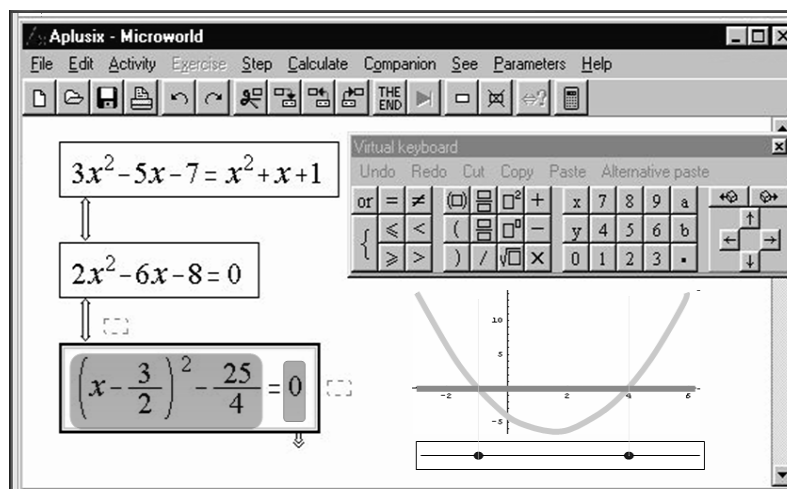 Aplusix - Microworld
File Edit Activity Exercise Step Calculate Companion See Parameters Help
THE END ⇔?
3x² − 5x − 7 = x² + x + 1
2x² − 6x − 8 = 0
(x − 3/2)² − 25/4 = 0
Virtual keyboard
Undo Redo Cut Copy Paste Alternative paste
or = ≠ (□) □² + x 7 8 9 a
{ ⩽ < ( □ⁿ − y 4 5 6 b
⩾ > ) / √□ × 0 1 2 3 .
10
5
-2 2 4 6
-5